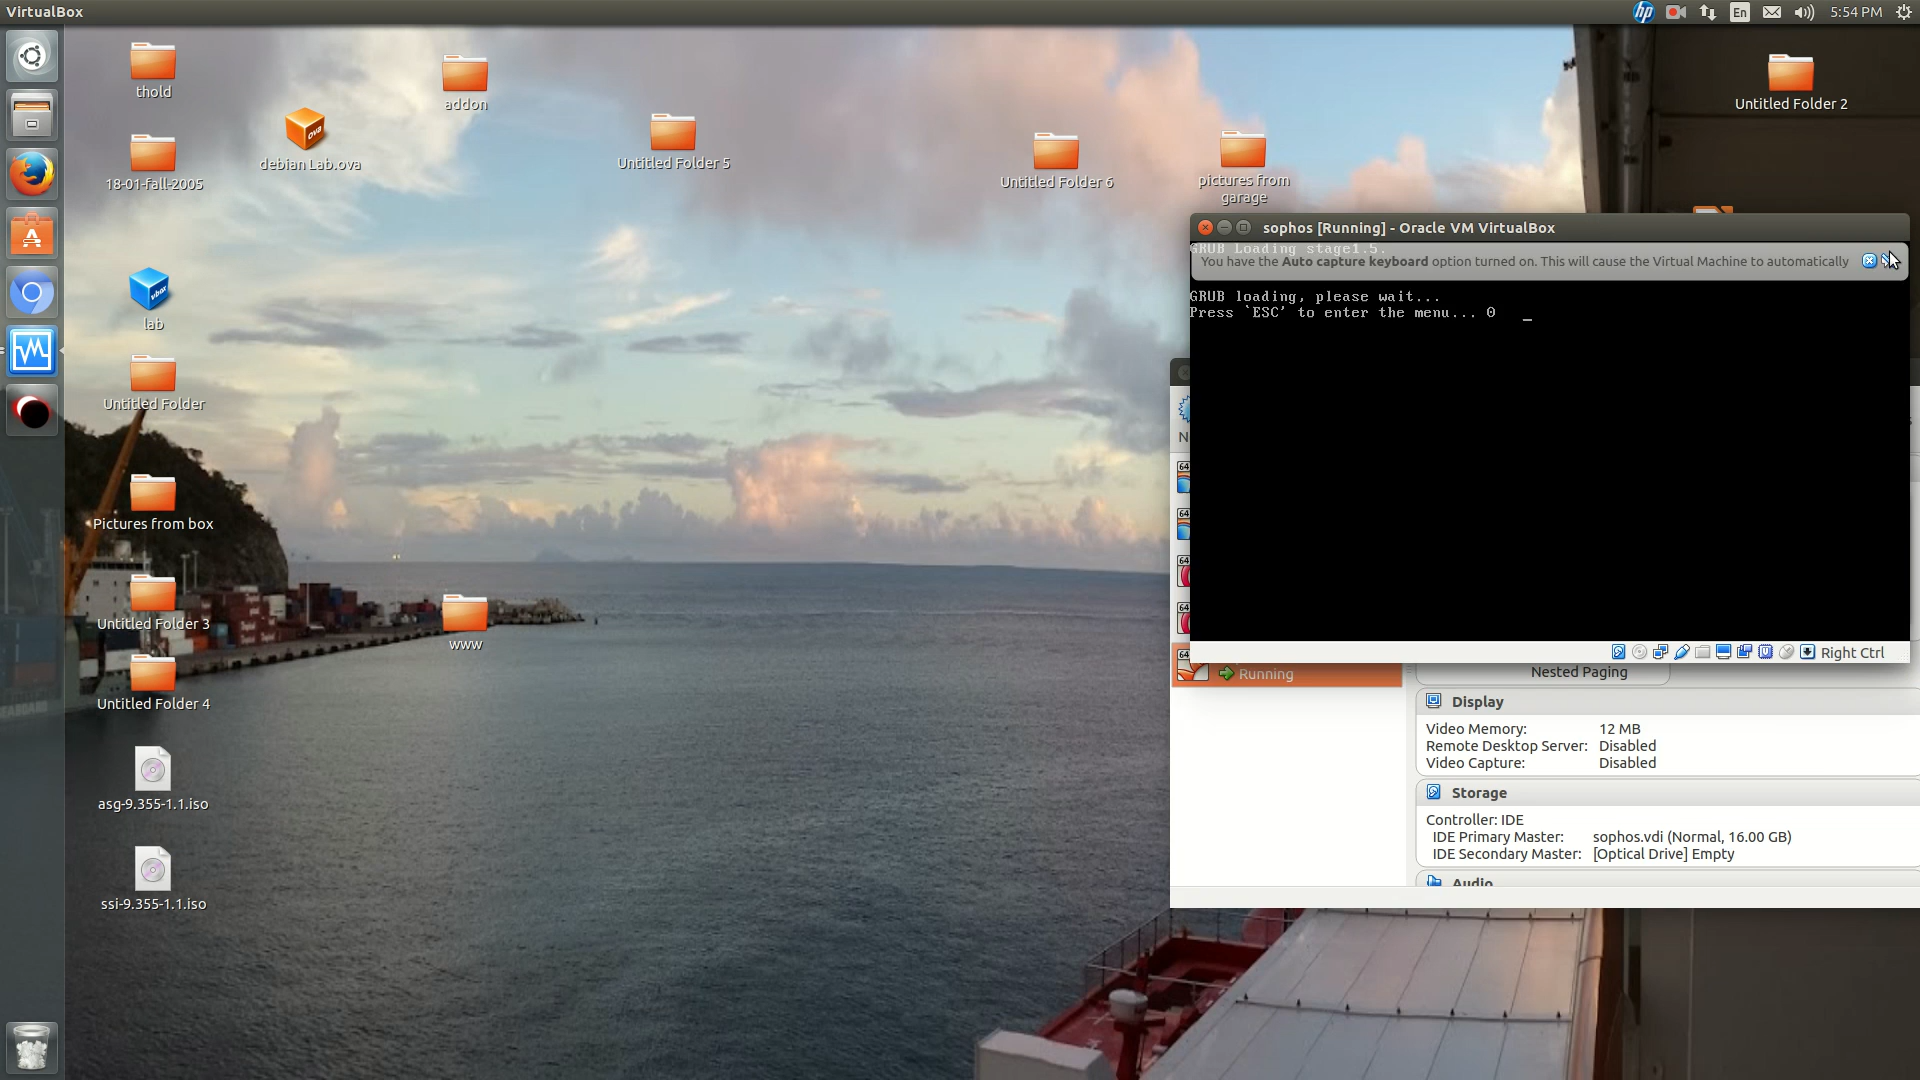 VirtualBox
En
5:54 PM
thold
addon
debian Lab.ova
18-01-fall-2005
Untitled Folder 5
Untitled Folder 6
pictures from
garage
Untitled Folder 2
lab
Untitled Folder
Pictures from box
Untitled Folder 3
Untitled Folder 4
www
asg-9.355-1.1.iso
ssi-9.355-1.1.iso
sophos [Running] - Oracle VM VirtualBox
GRUB Loading stage1.5.
You have the Auto capture keyboard option turned on. This will cause the Virtual Machine to automatically
GRUB loading, please wait...
Press `ESC' to enter the menu... 0 _
Right Ctrl
N
64
64
64
64
64
Running
Nested Paging
Display
Video Memory: 12 MB
Remote Desktop Server: Disabled
Video Capture: Disabled
Storage
Controller: IDE
IDE Primary Master: sophos.vdi (Normal, 16.00 GB)
IDE Secondary Master: [Optical Drive] Empty
Audio